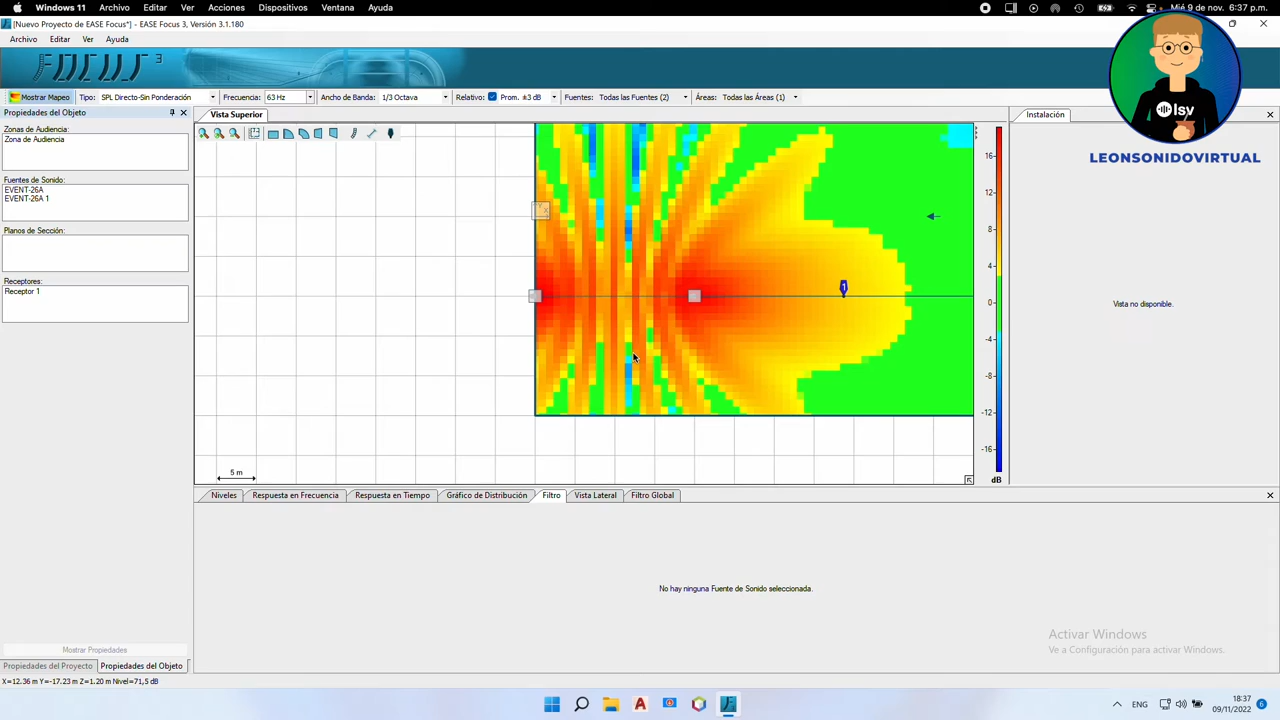 Windows 11 Archivo Editar Ver Acciones Dispositivos Ventana Ayuda Mié 9 de nov. 6:37 p.m.
[Nuevo Proyecto de EASE Focus*] - EASE Focus 3, Versión 3.1.180
Archivo Editar Ver Ayuda
FOCUS 3
Mostrar Mapeo Tipo: SPL Directo-Sin Ponderación Frecuencia: 63 Hz Ancho de Banda: 1/3 Octava Relativo: Prom. ±3 dB Fuentes: Todas las Fuentes (2) Áreas: Todas las Áreas (1)
lsv
LEONSONIDOVIRTUAL
Propiedades del Objeto
Zonas de Audiencia:
Zona de Audiencia
Fuentes de Sonido:
EVENT-26A
EVENT-26A 1
Planos de Sección:
Receptores:
Receptor 1
Mostrar Propiedades
Propiedades del Proyecto Propiedades del Objeto
X=12.36 m Y=-17.23 m Z=1.20 m Nivel=71,5 dB
Vista Superior
1
5 m
16
12
8
4
0
-4
-8
-12
-16
dB
Instalación
Vista no disponible.
Niveles Respuesta en Frecuencia Respuesta en Tiempo Gráfico de Distribución Filtro Vista Lateral Filtro Global
No hay ninguna Fuente de Sonido seleccionada.
Activar Windows
Ve a Configuración para activar Windows.
ENG
18:37
09/11/2022
6